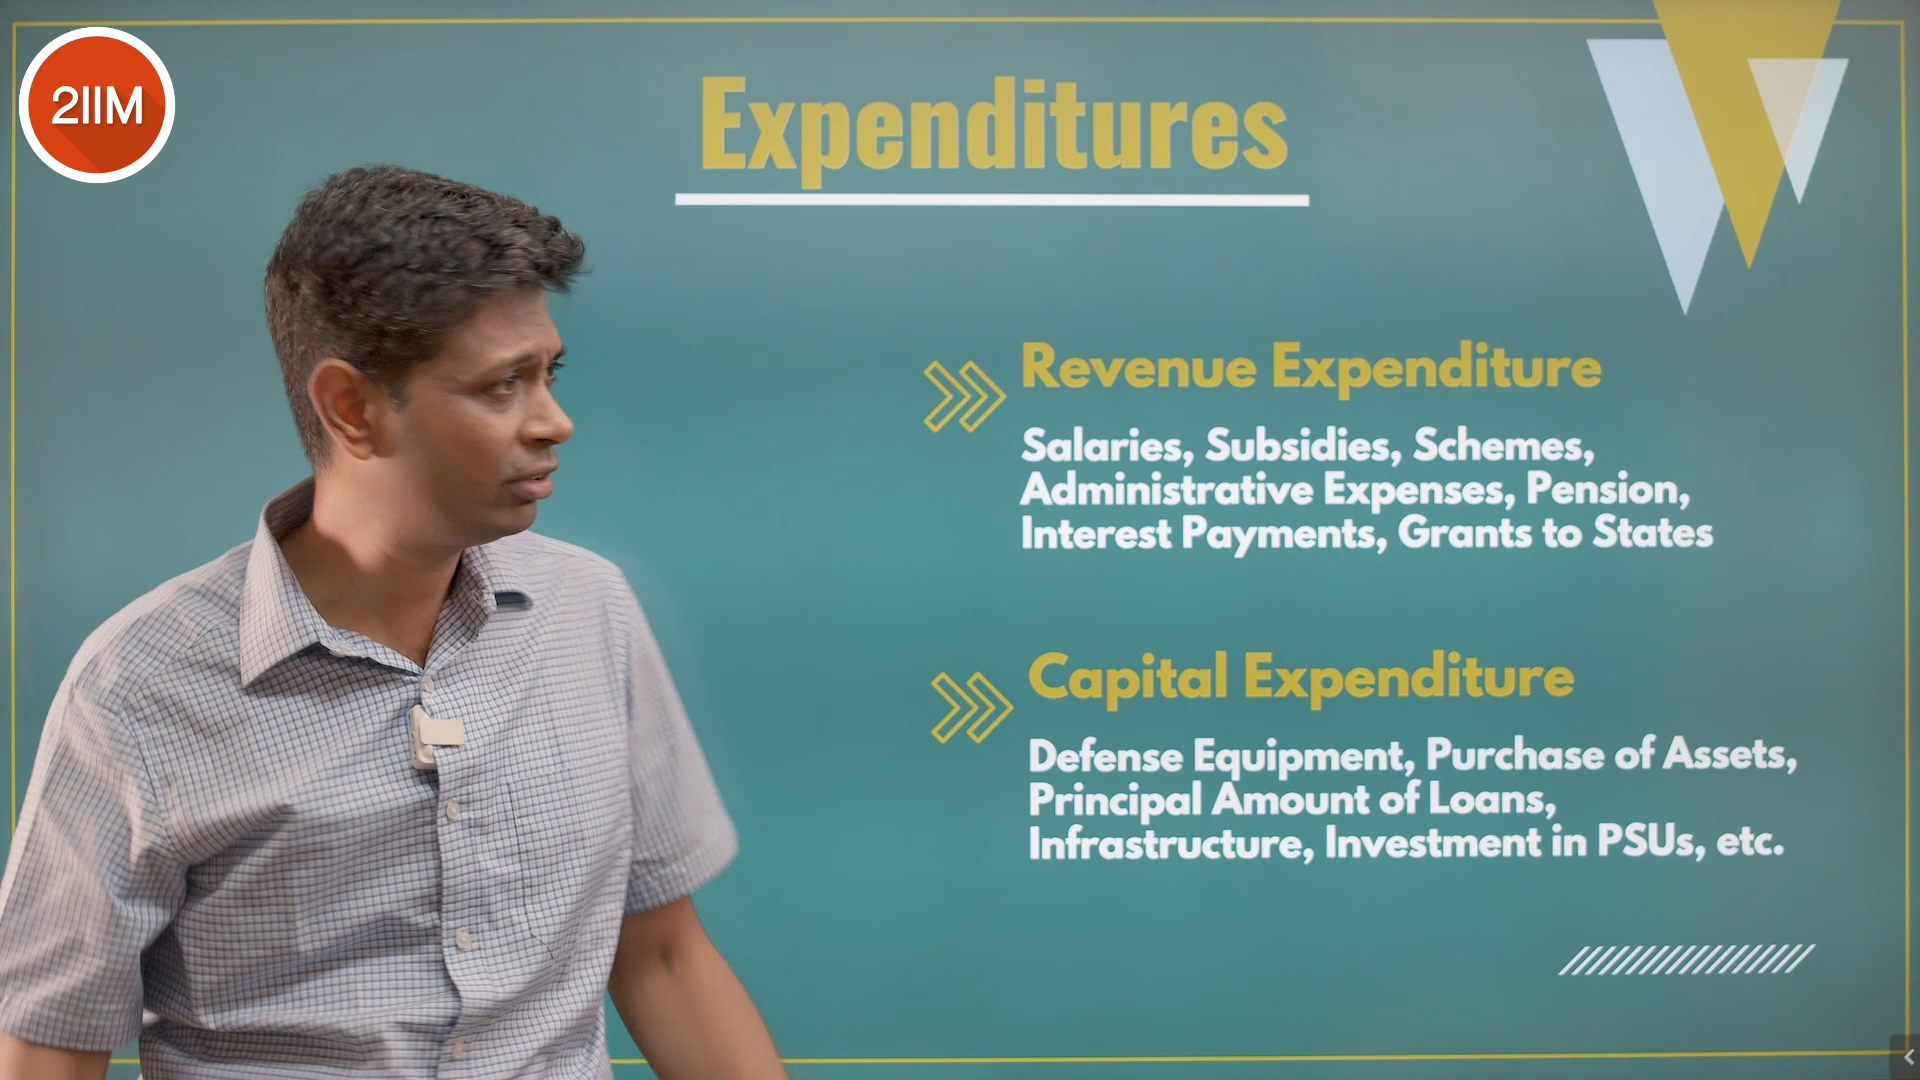 2IIM
Expenditures
Revenue Expenditure
Salaries, Subsidies, Schemes,
Administrative Expenses, Pension,
Interest Payments, Grants to States
Capital Expenditure
Defense Equipment, Purchase of Assets,
Principal Amount of Loans,
Infrastructure, Investment in PSUs, etc.